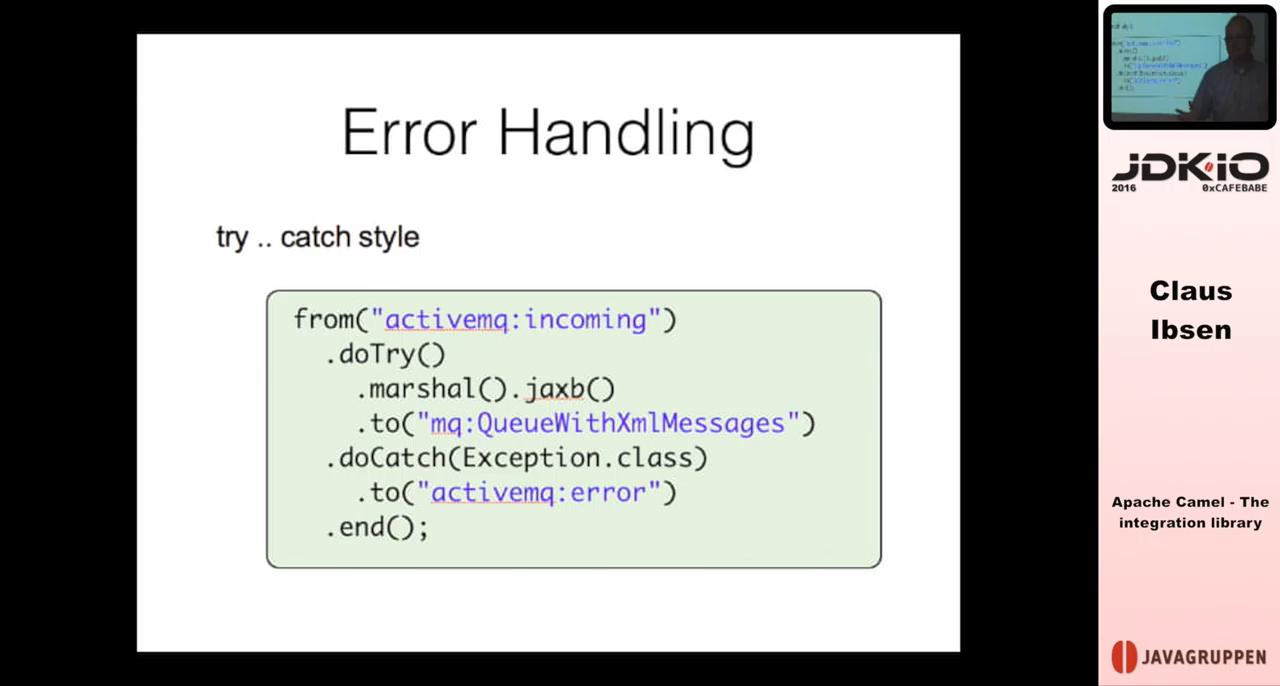 Error Handling
try .. catch style
from("activemq:incoming")
.doTry()
.marshal().jaxb()
.to("mq:QueueWithXmlMessages")
.doCatch(Exception.class)
.to("activemq:error")
.end();
JDK.iO
2016 0xCAFEBABE
Claus
Ibsen
Apache Camel - The
integration library
JAVAGRUPPEN